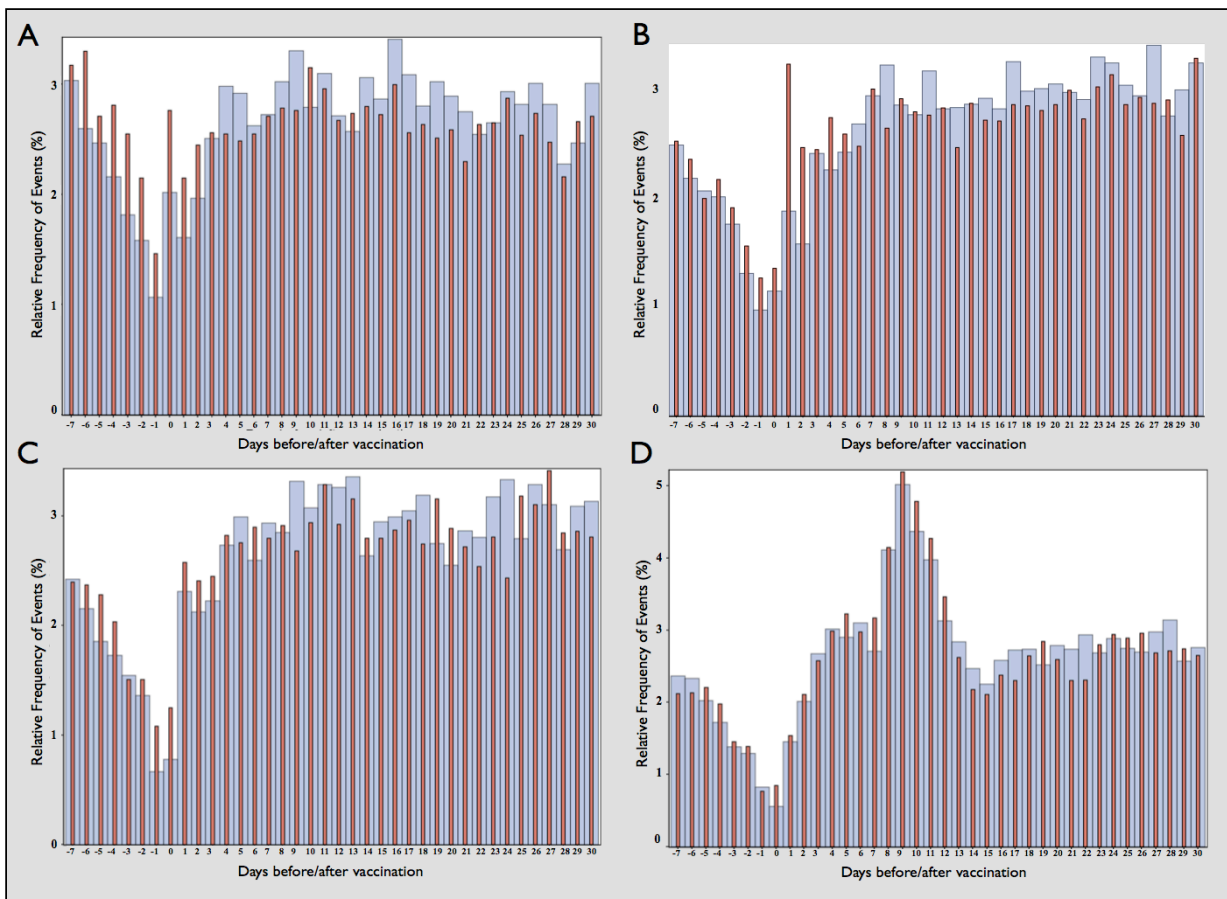 A
Relative Frequency of Events (%)
3
2
1
0
-7 -6 -5 -4 -3 -2 -1 0 1 2 3 4 5 6 7 8 9 10 11 12 13 14 15 16 17 18 19 20 21 22 23 24 25 26 27 28 29 30
Days before/after vaccination
B
Relative Frequency of Events (%)
3
2
1
0
-7 -6 -5 -4 -3 -2 -1 0 1 2 3 4 5 6 7 8 9 10 11 12 13 14 15 16 17 18 19 20 21 22 23 24 25 26 27 28 29 30
Days before/after vaccination
C
Relative Frequency of Events (%)
3
2
1
0
-7 -6 -5 -4 -3 -2 -1 0 1 2 3 4 5 6 7 8 9 10 11 12 13 14 15 16 17 18 19 20 21 22 23 24 25 26 27 28 29 30
Days before/after vaccination
D
Relative Frequency of Events (%)
5
4
3
2
1
0
-7 -6 -5 -4 -3 -2 -1 0 1 2 3 4 5 6 7 8 9 10 11 12 13 14 15 16 17 18 19 20 21 22 23 24 25 26 27 28 29 30
Days before/after vaccination